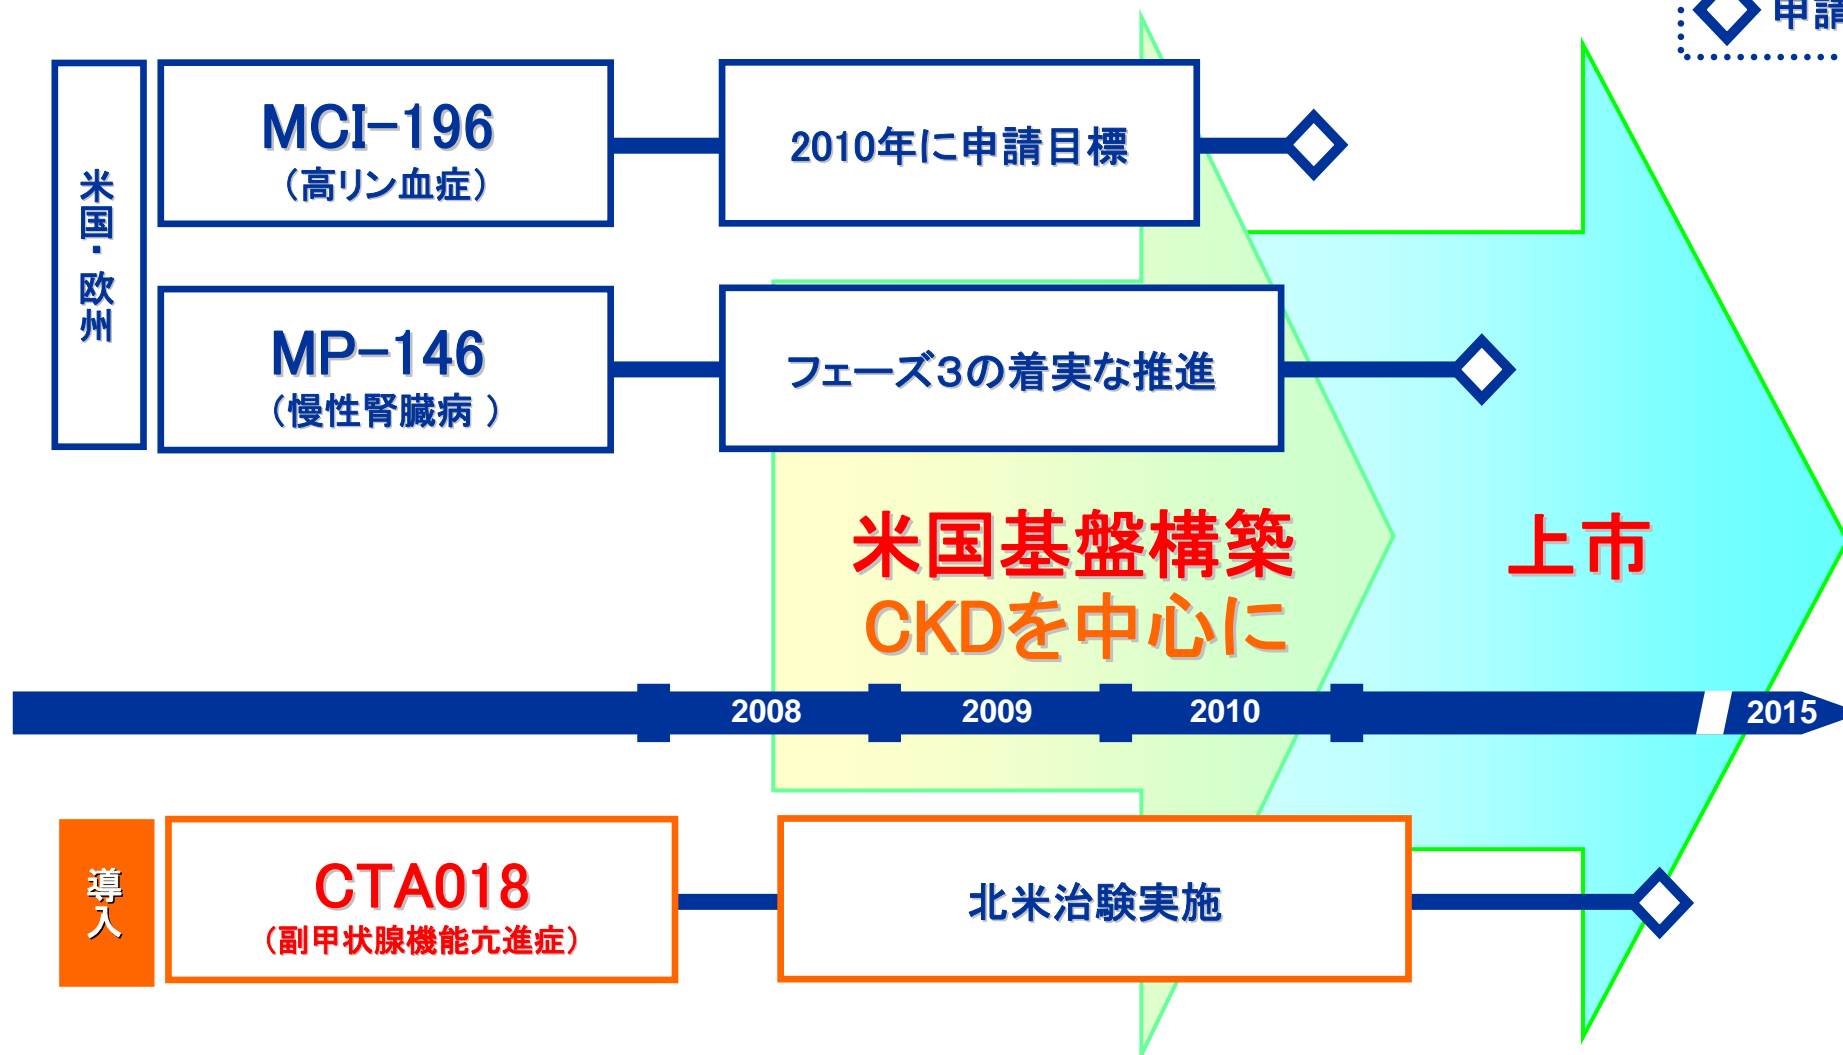 申請
米国・欧州
MCI-196
（高リン血症）
2010年に申請目標
MP-146
（慢性腎臓病 ）
フェーズ3の着実な推進
米国基盤構築
CKDを中心に
上市
2008
2009
2010
2015
導入
CTA018
（副甲状腺機能亢進症）
北米治験実施